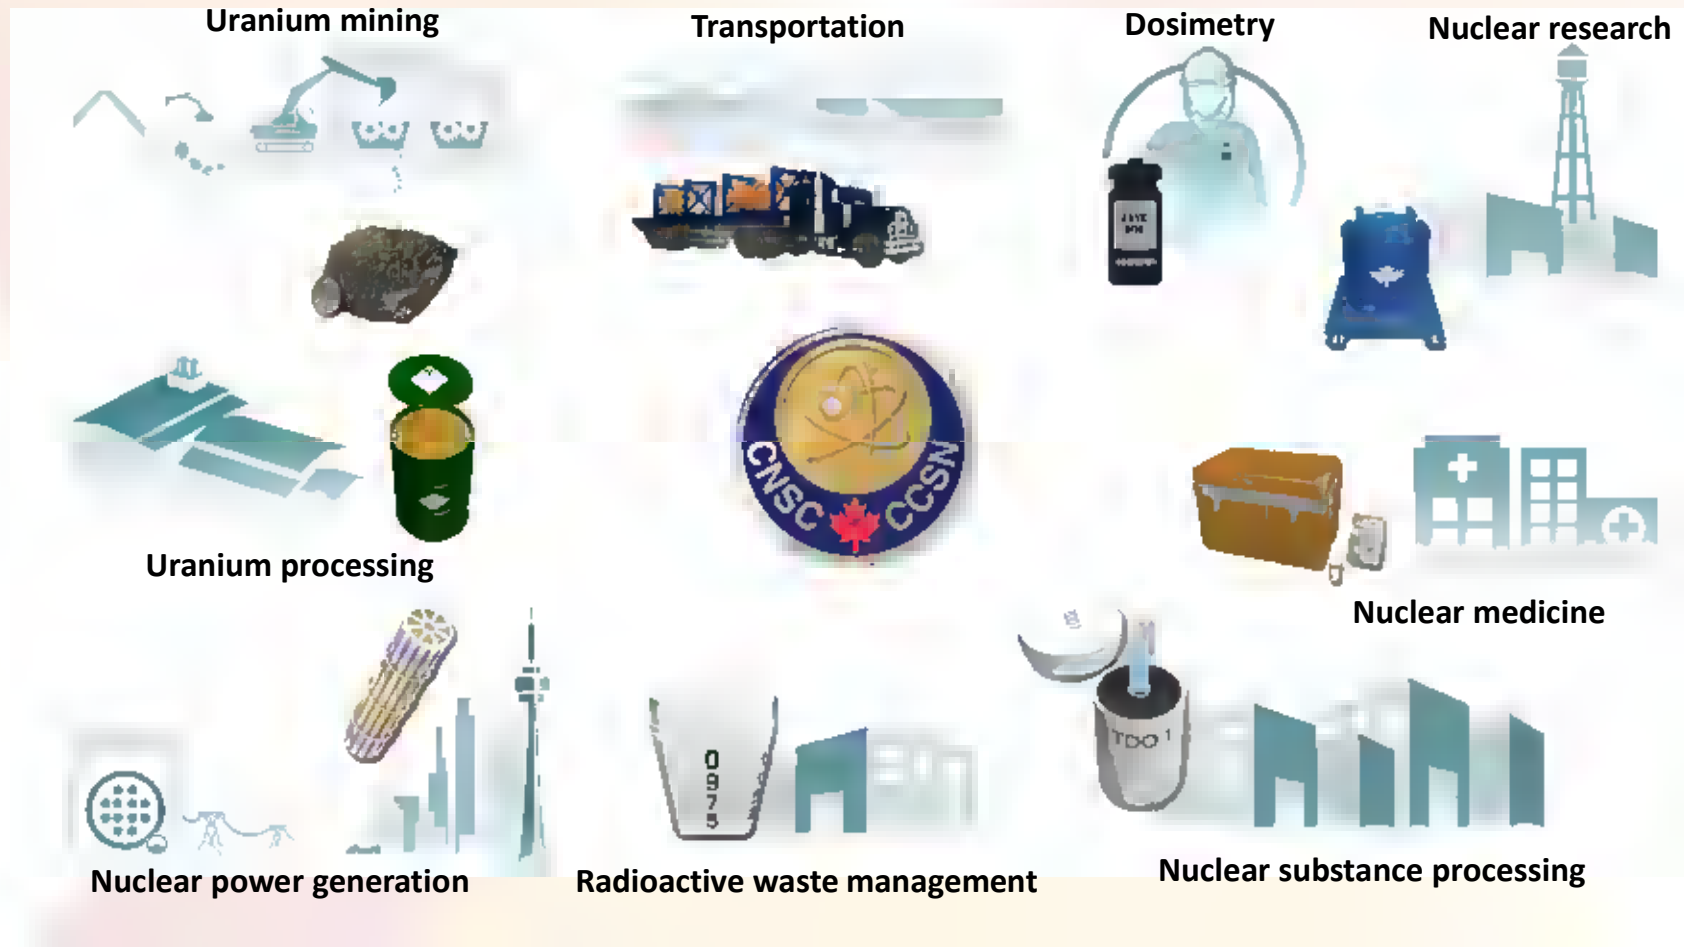 Uranium mining
Transportation
Dosimetry
Nuclear research
CNSC CCSN
Uranium processing
Nuclear medicine
TDO 1
0
9
7
5
Nuclear power generation
Radioactive waste management
Nuclear substance processing